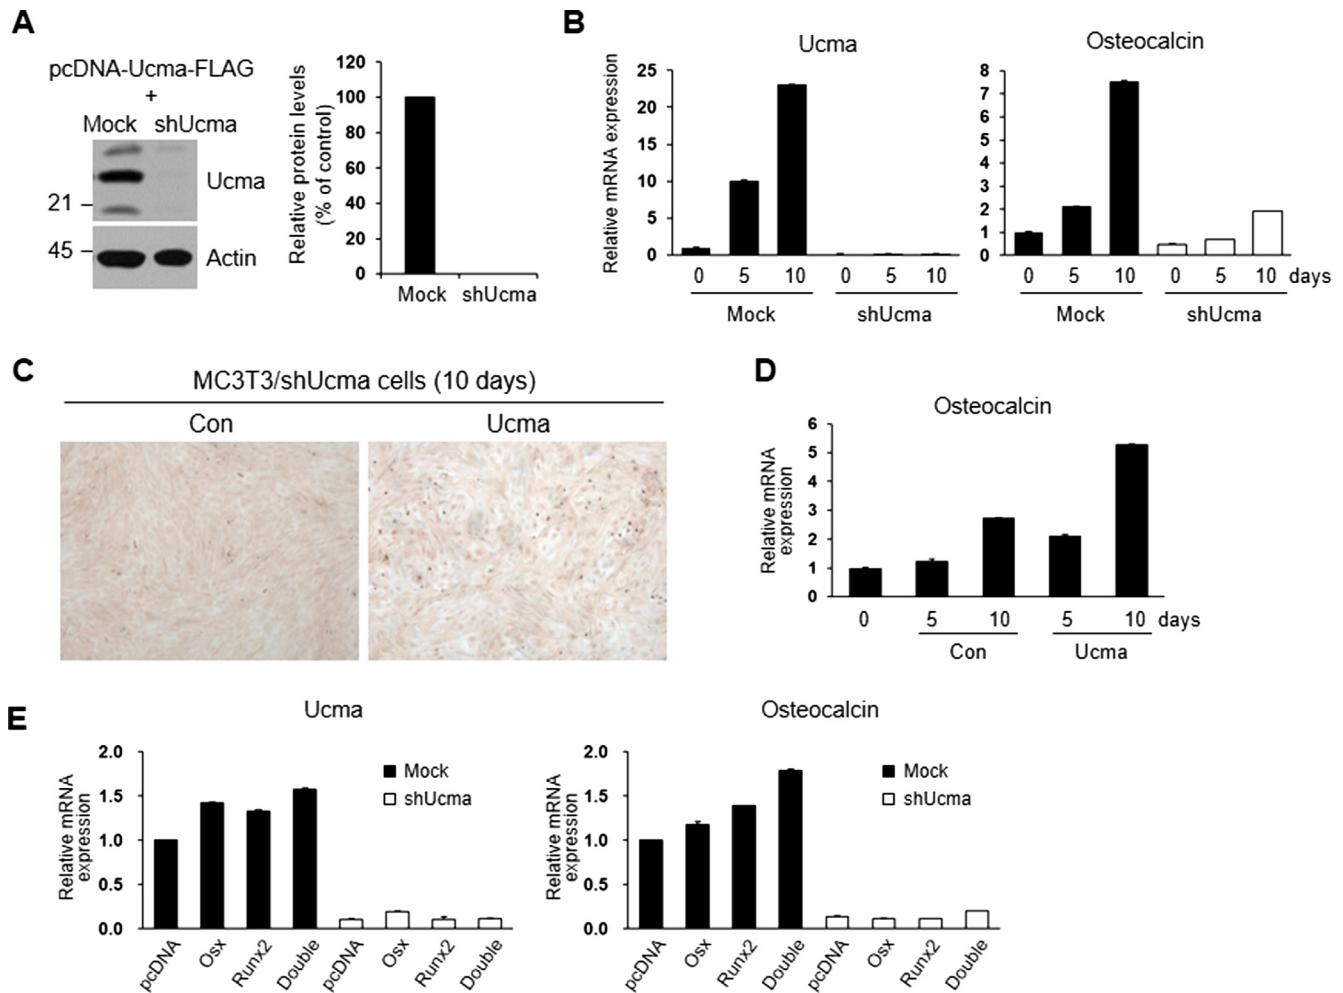 A
pcDNA-Ucma-FLAG
+
Mock shUcma
Ucma
21
45
Actin
Relative protein levels
(% of control)
120
100
80
60
40
20
0
Mock shUcma
B
Ucma
Relative mRNA expression
25
20
15
10
5
0
0 5 10 0 5 10
Mock shUcma
Osteocalcin
8
7
6
5
4
3
2
1
0
0 5 10 0 5 10 days
Mock shUcma
C
MC3T3/shUcma cells (10 days)
Con Ucma
D
Osteocalcin
Relative mRNA
expression
6
5
4
3
2
1
0
0 5 10 5 10 days
Con Ucma
E
Ucma
Relative mRNA
expression
2.0
1.5
1.0
0.5
0.0
Mock
shUcma
pcDNA Osx Runx2 Double pcDNA Osx Runx2 Double
Osteocalcin
Relative mRNA
expression
2.0
1.5
1.0
0.5
0.0
Mock
shUcma
pcDNA Osx Runx2 Double pcDNA Osx Runx2 Double